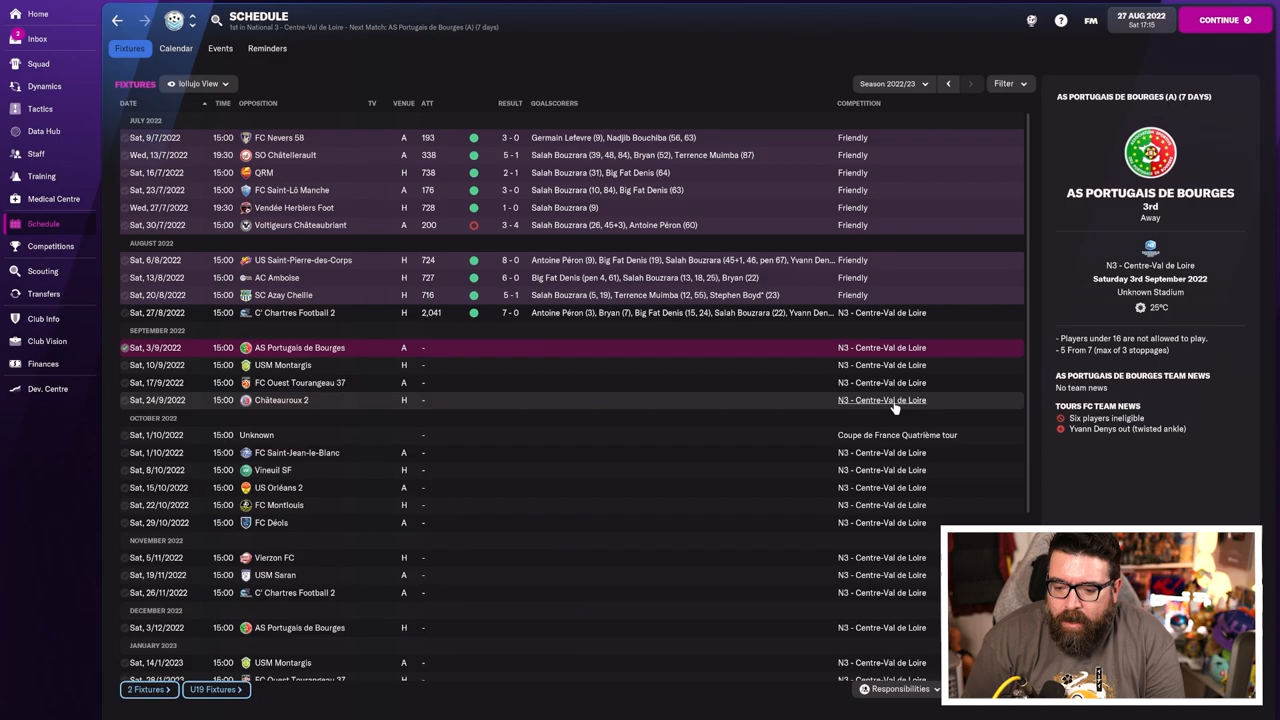 Home
Inbox
3
Squad
Dynamics
Tactics
Data Hub
Staff
Training
Medical Centre
Schedule
Competitions
Scouting
Transfers
Club Info
Club Vision
Finances
Dev. Centre
SCHEDULE
1st in National 3 - Centre-Val de Loire - Next Match: AS Portugais de Bourges (A) (7 days)
FM
27 AUG 2022
Sat 17:15
CONTINUE
Fixtures Calendar Events Reminders
FIXTURES lollujo View Season 2022/23 Filter
DATE TIME OPPOSITION TV VENUE ATT RESULT GOALSCORERS COMPETITION
JULY 2022
Sat, 9/7/2022 15:00 FC Nevers 58 A 193 3 - 0 Germain Lefevre (9), Nadjib Bouchiba (56, 63) Friendly
Wed, 13/7/2022 19:30 SO Châtellerault A 338 5 - 1 Salah Bouzrara (39, 48, 84), Bryan (52), Terrence Muimba (87) Friendly
Sat, 16/7/2022 15:00 QRM H 738 2 - 1 Salah Bouzrara (31), Big Fat Denis (64) Friendly
Sat, 23/7/2022 15:00 FC Saint-Lô Manche A 176 3 - 0 Salah Bouzrara (10, 84), Big Fat Denis (63) Friendly
Wed, 27/7/2022 19:30 Vendée Herbiers Foot H 728 1 - 0 Salah Bouzrara (9) Friendly
Sat, 30/7/2022 15:00 Voltigeurs Châteaubriant A 200 3 - 4 Salah Bouzrara (26, 45+3), Antoine Péron (60) Friendly
AUGUST 2022
Sat, 6/8/2022 15:00 US Saint-Pierre-des-Corps H 724 8 - 0 Antoine Péron (9), Big Fat Denis (19), Salah Bouzrara (45+1, 46, pen 67), Yvann Den... Friendly
Sat, 13/8/2022 15:00 AC Amboise H 727 6 - 0 Big Fat Denis (pen 4, 61), Salah Bouzrara (13, 18, 25), Bryan (22) Friendly
Sat, 20/8/2022 15:00 SC Azay Cheille H 716 5 - 1 Salah Bouzrara (5, 19), Terrence Muimba (12, 55), Stephen Boyd* (23) Friendly
Sat, 27/8/2022 15:00 C' Chartres Football 2 H 2,041 7 - 0 Antoine Péron (3), Bryan (7), Big Fat Denis (15, 24), Salah Bouzrara (22), Yvann Den... N3 - Centre-Val de Loire
SEPTEMBER 2022
Sat, 3/9/2022 15:00 AS Portugais de Bourges A - N3 - Centre-Val de Loire
Sat, 10/9/2022 15:00 USM Montargis H - N3 - Centre-Val de Loire
Sat, 17/9/2022 15:00 FC Ouest Tourangeau 37 A - N3 - Centre-Val de Loire
Sat, 24/9/2022 15:00 Châteauroux 2 H - N3 - Centre-Val de Loire
OCTOBER 2022
Sat, 1/10/2022 15:00 Unknown - Coupe de France Quatrième tour
Sat, 1/10/2022 15:00 FC Saint-Jean-le-Blanc A - N3 - Centre-Val de Loire
Sat, 8/10/2022 15:00 Vineuil SF H - N3 - Centre-Val de Loire
Sat, 15/10/2022 15:00 US Orléans 2 A - N3 - Centre-Val de Loire
Sat, 22/10/2022 15:00 FC Montlouis H - N3 - Centre-Val de Loire
Sat, 29/10/2022 15:00 FC Déols A - N3 - Centre-Val de Loire
NOVEMBER 2022
Sat, 5/11/2022 15:00 Vierzon FC H - N3 - Centre-Val de Loire
Sat, 19/11/2022 15:00 USM Saran A - N3 - Centre-Val de Loire
Sat, 26/11/2022 15:00 C' Chartres Football 2 A - N3 - Centre-Val de Loire
DECEMBER 2022
Sat, 3/12/2022 15:00 AS Portugais de Bourges H - N3 - Centre-Val de Loire
JANUARY 2023
Sat, 14/1/2023 15:00 USM Montargis A - N3 - Centre-Val de Loire
Sat, 28/1/2023 15:00 FC Ouest Tourangeau 37 H - N3 - Centre-Val de Loire
2 Fixtures U19 Fixtures Responsibilities
AS PORTUGAIS DE BOURGES (A) (7 DAYS)
AS PORTUGAIS DE BOURGES
3rd
Away
N3 - Centre-Val de Loire
Saturday 3rd September 2022
Unknown Stadium
25°C
- Players under 16 are not allowed to play.
- 5 From 7 (max of 3 stoppages)
AS PORTUGAIS DE BOURGES TEAM NEWS
No team news
TOURS FC TEAM NEWS
Six players ineligible
Yvann Denys out (twisted ankle)